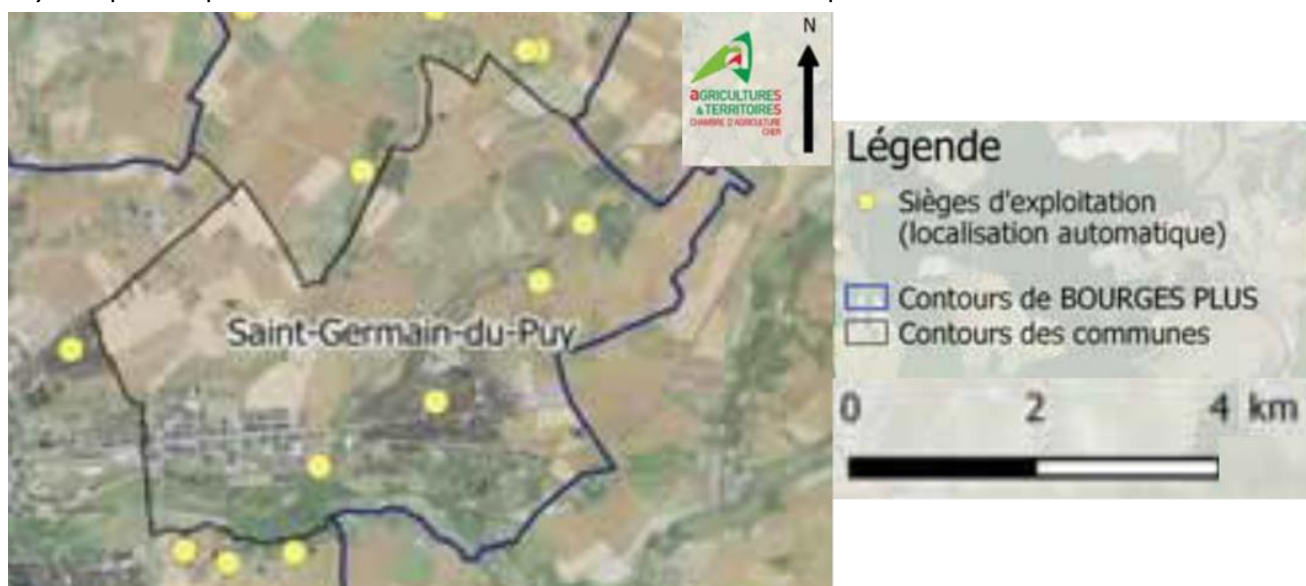 N
aGRICULTURES
& TERRITOIRES
CHAMBRE D'AGRICULTURE
CHER
Saint-Germain-du-Puy
Légende
Sièges d'exploitation
(localisation automatique)
Contours de BOURGES PLUS
Contours des communes
0 2 4 km